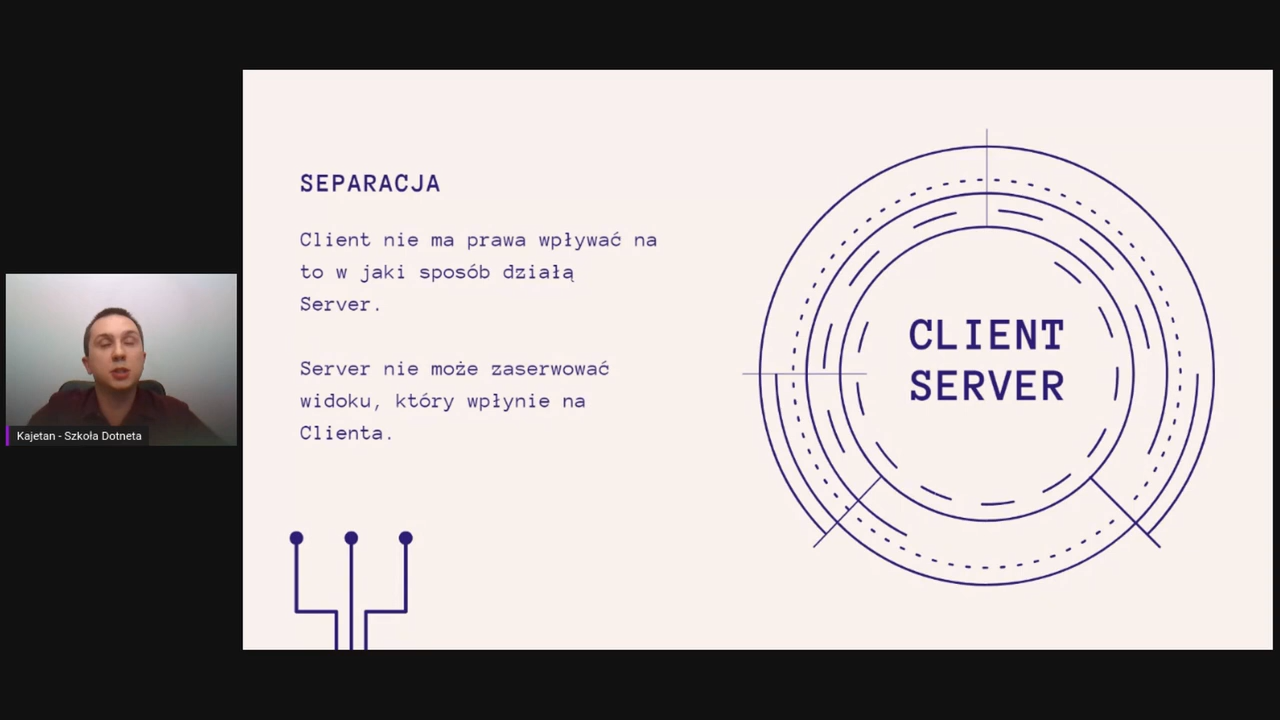 SEPARACJA
Client nie ma prawa wpływać na
to w jaki sposób działą
Server.
Server nie może zaserwować
widoku, który wpłynie na
Clienta.
CLIENT
SERVER
Kajetan - Szkoła Dotneta